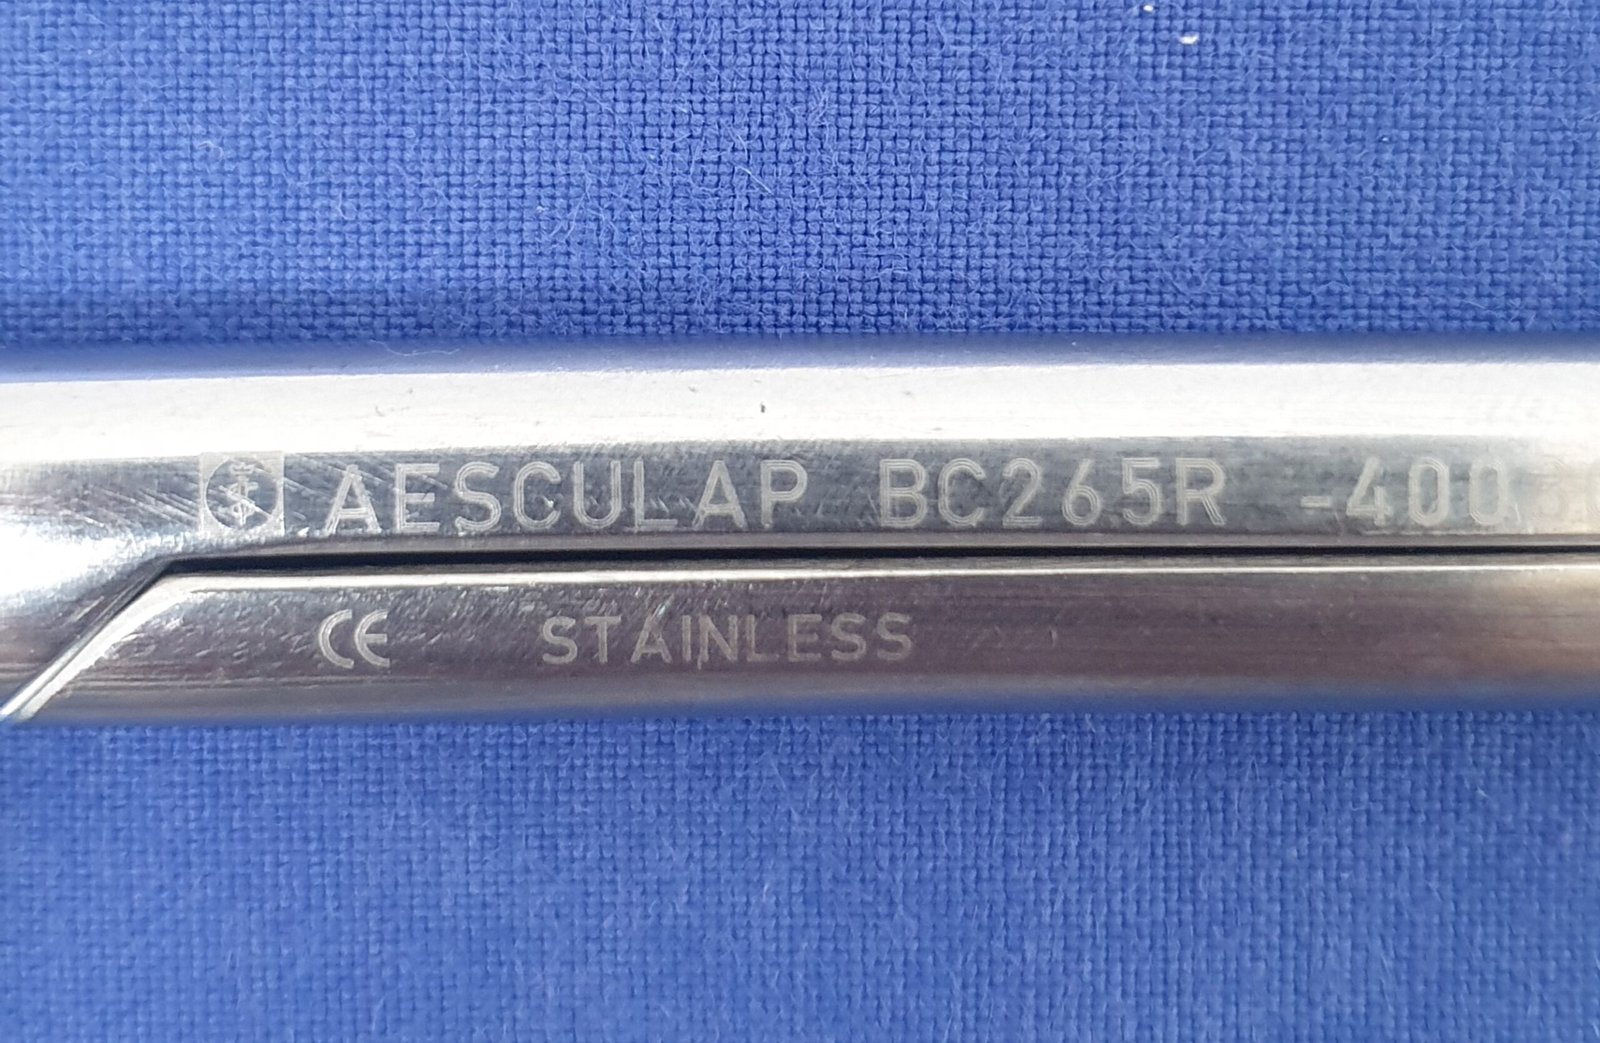 AESCULAP BC265R -400
CE STAINLESS